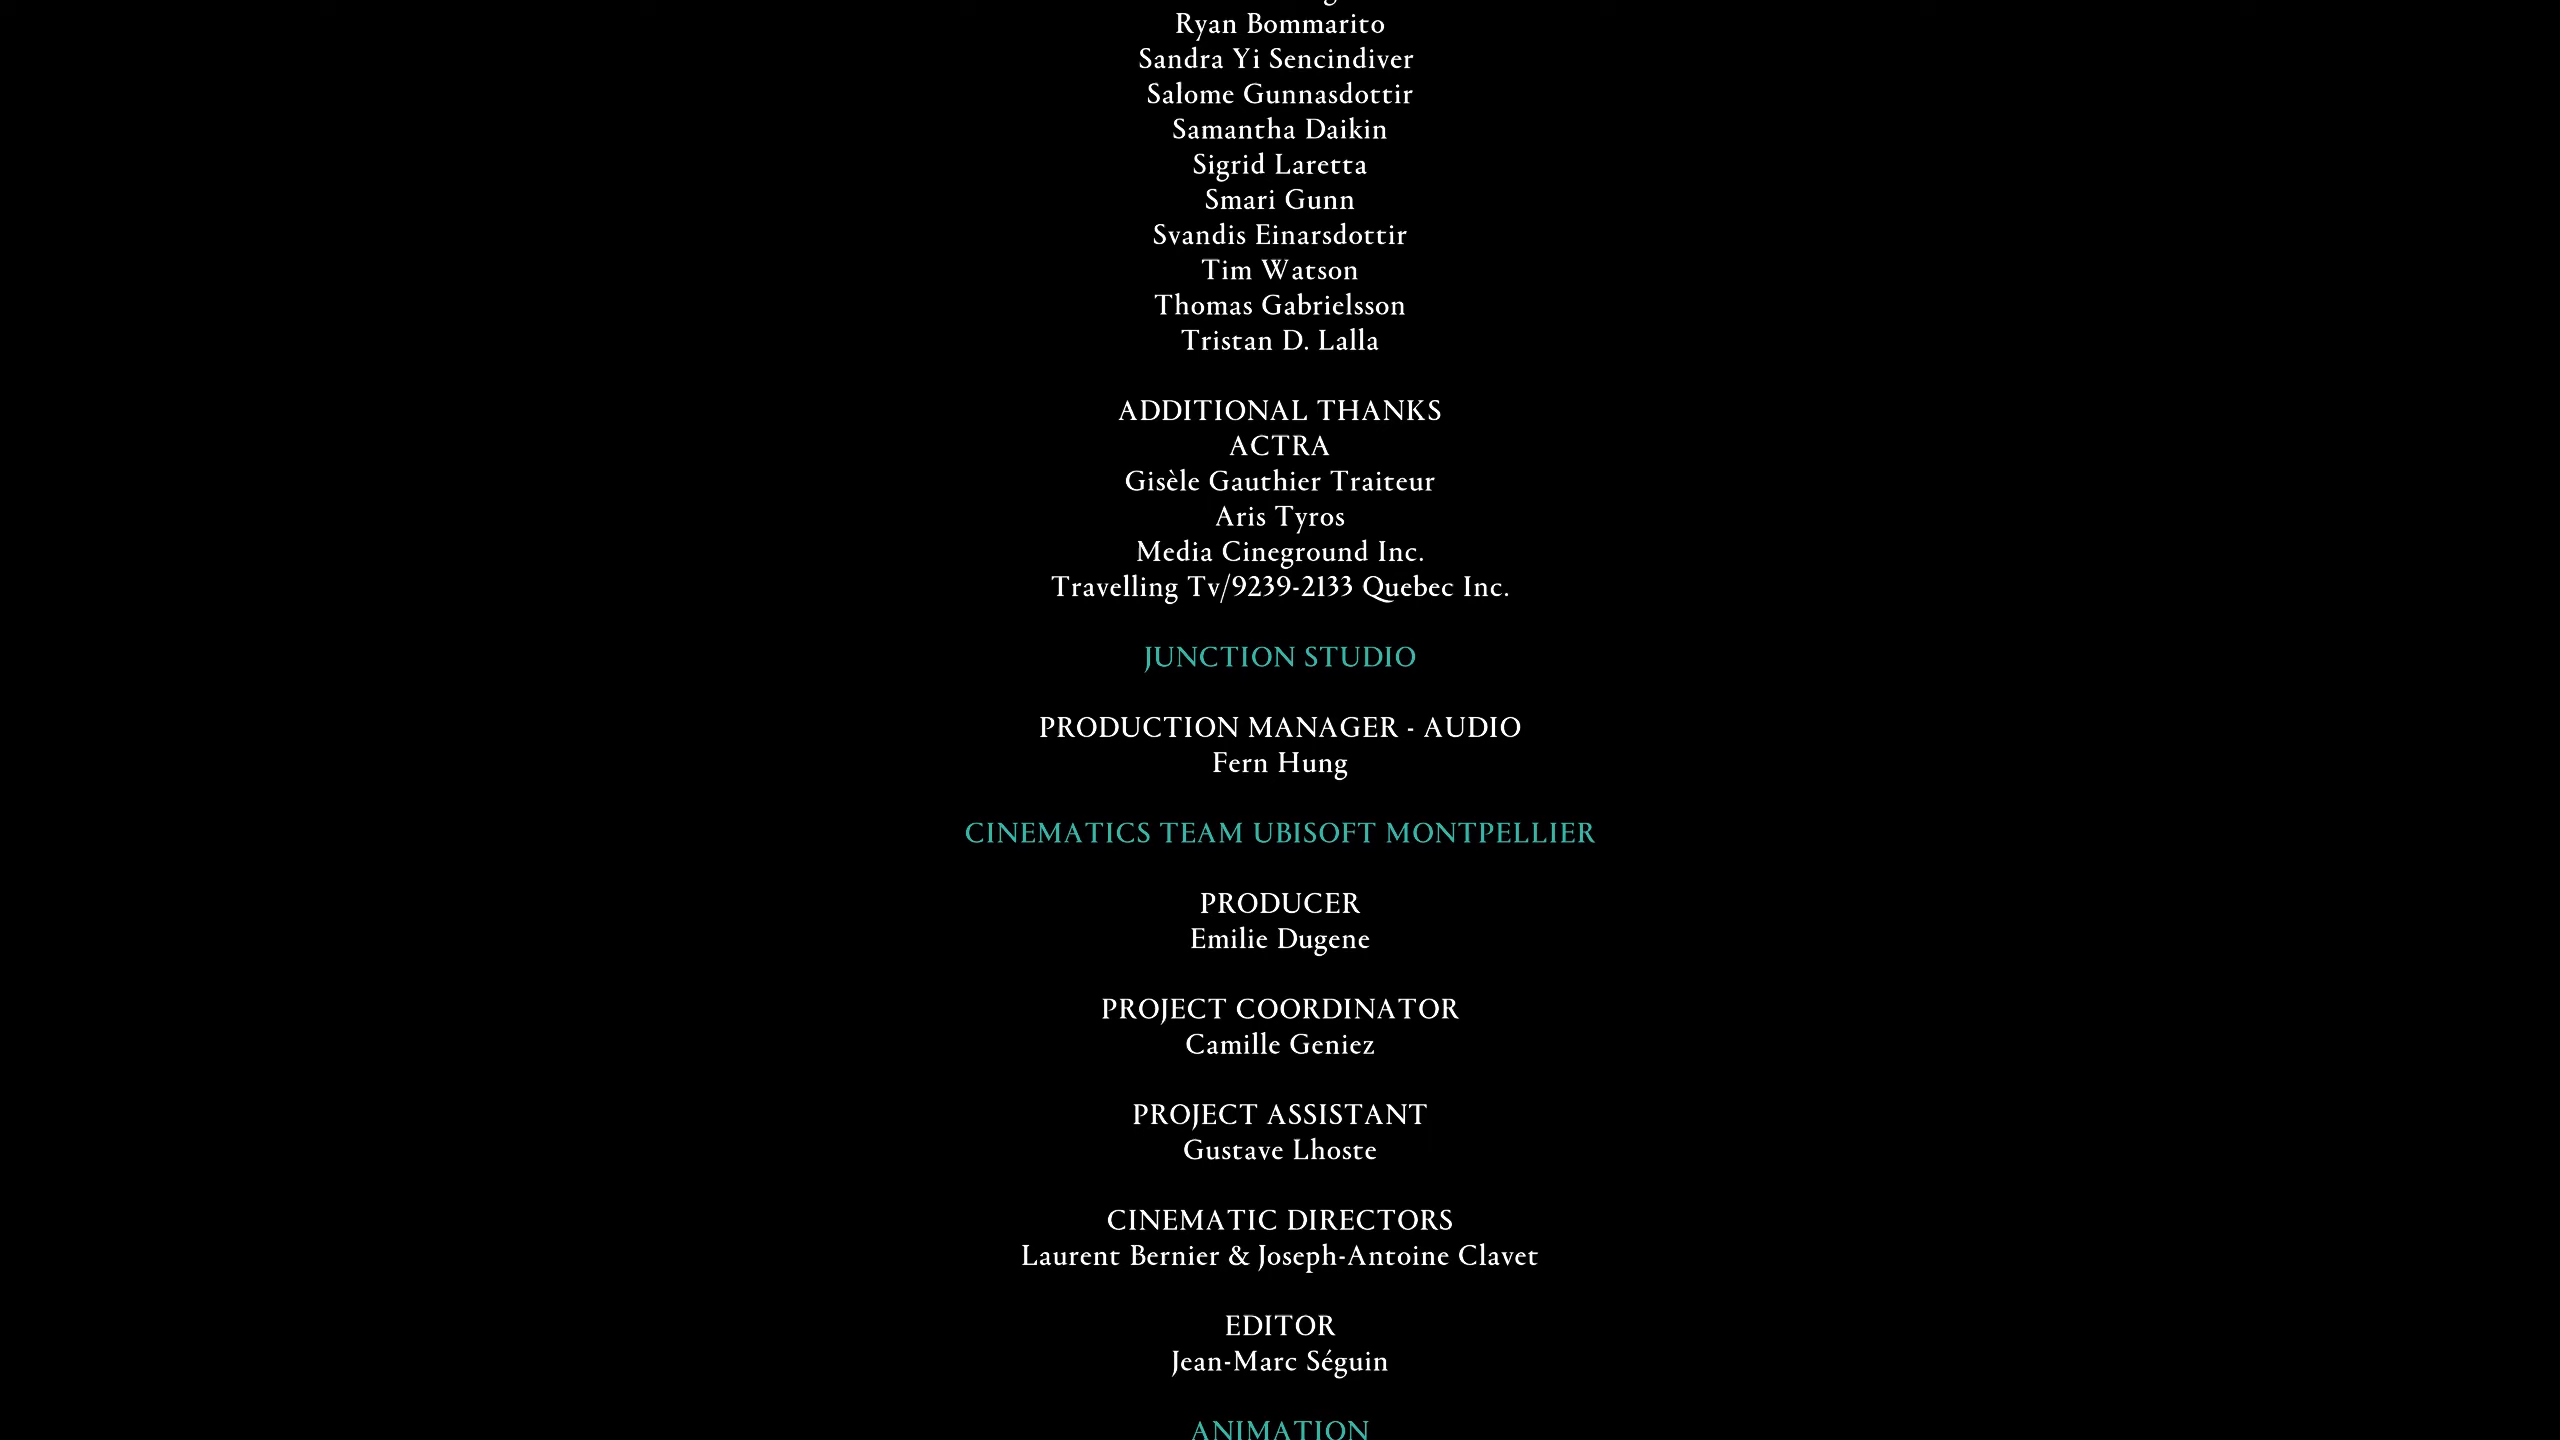 Ryan Bommarito
Sandra Yi Sencindiver
Salome Gunnasdottir
Samantha Daikin
Sigrid Laretta
Smari Gunn
Svandis Einarsdottir
Tim Watson
Thomas Gabrielsson
Tristan D. Lalla
ADDITIONAL THANKS
ACTRA
Gisèle Gauthier Traiteur
Aris Tyros
Media Cineground Inc.
Travelling Tv/9239-2133 Quebec Inc.
JUNCTION STUDIO
PRODUCTION MANAGER - AUDIO
Fern Hung
CINEMATICS TEAM UBISOFT MONTPELLIER
PRODUCER
Emilie Dugene
PROJECT COORDINATOR
Camille Geniez
PROJECT ASSISTANT
Gustave Lhoste
CINEMATIC DIRECTORS
Laurent Bernier & Joseph-Antoine Clavet
EDITOR
Jean-Marc Séguin
ANIMATION